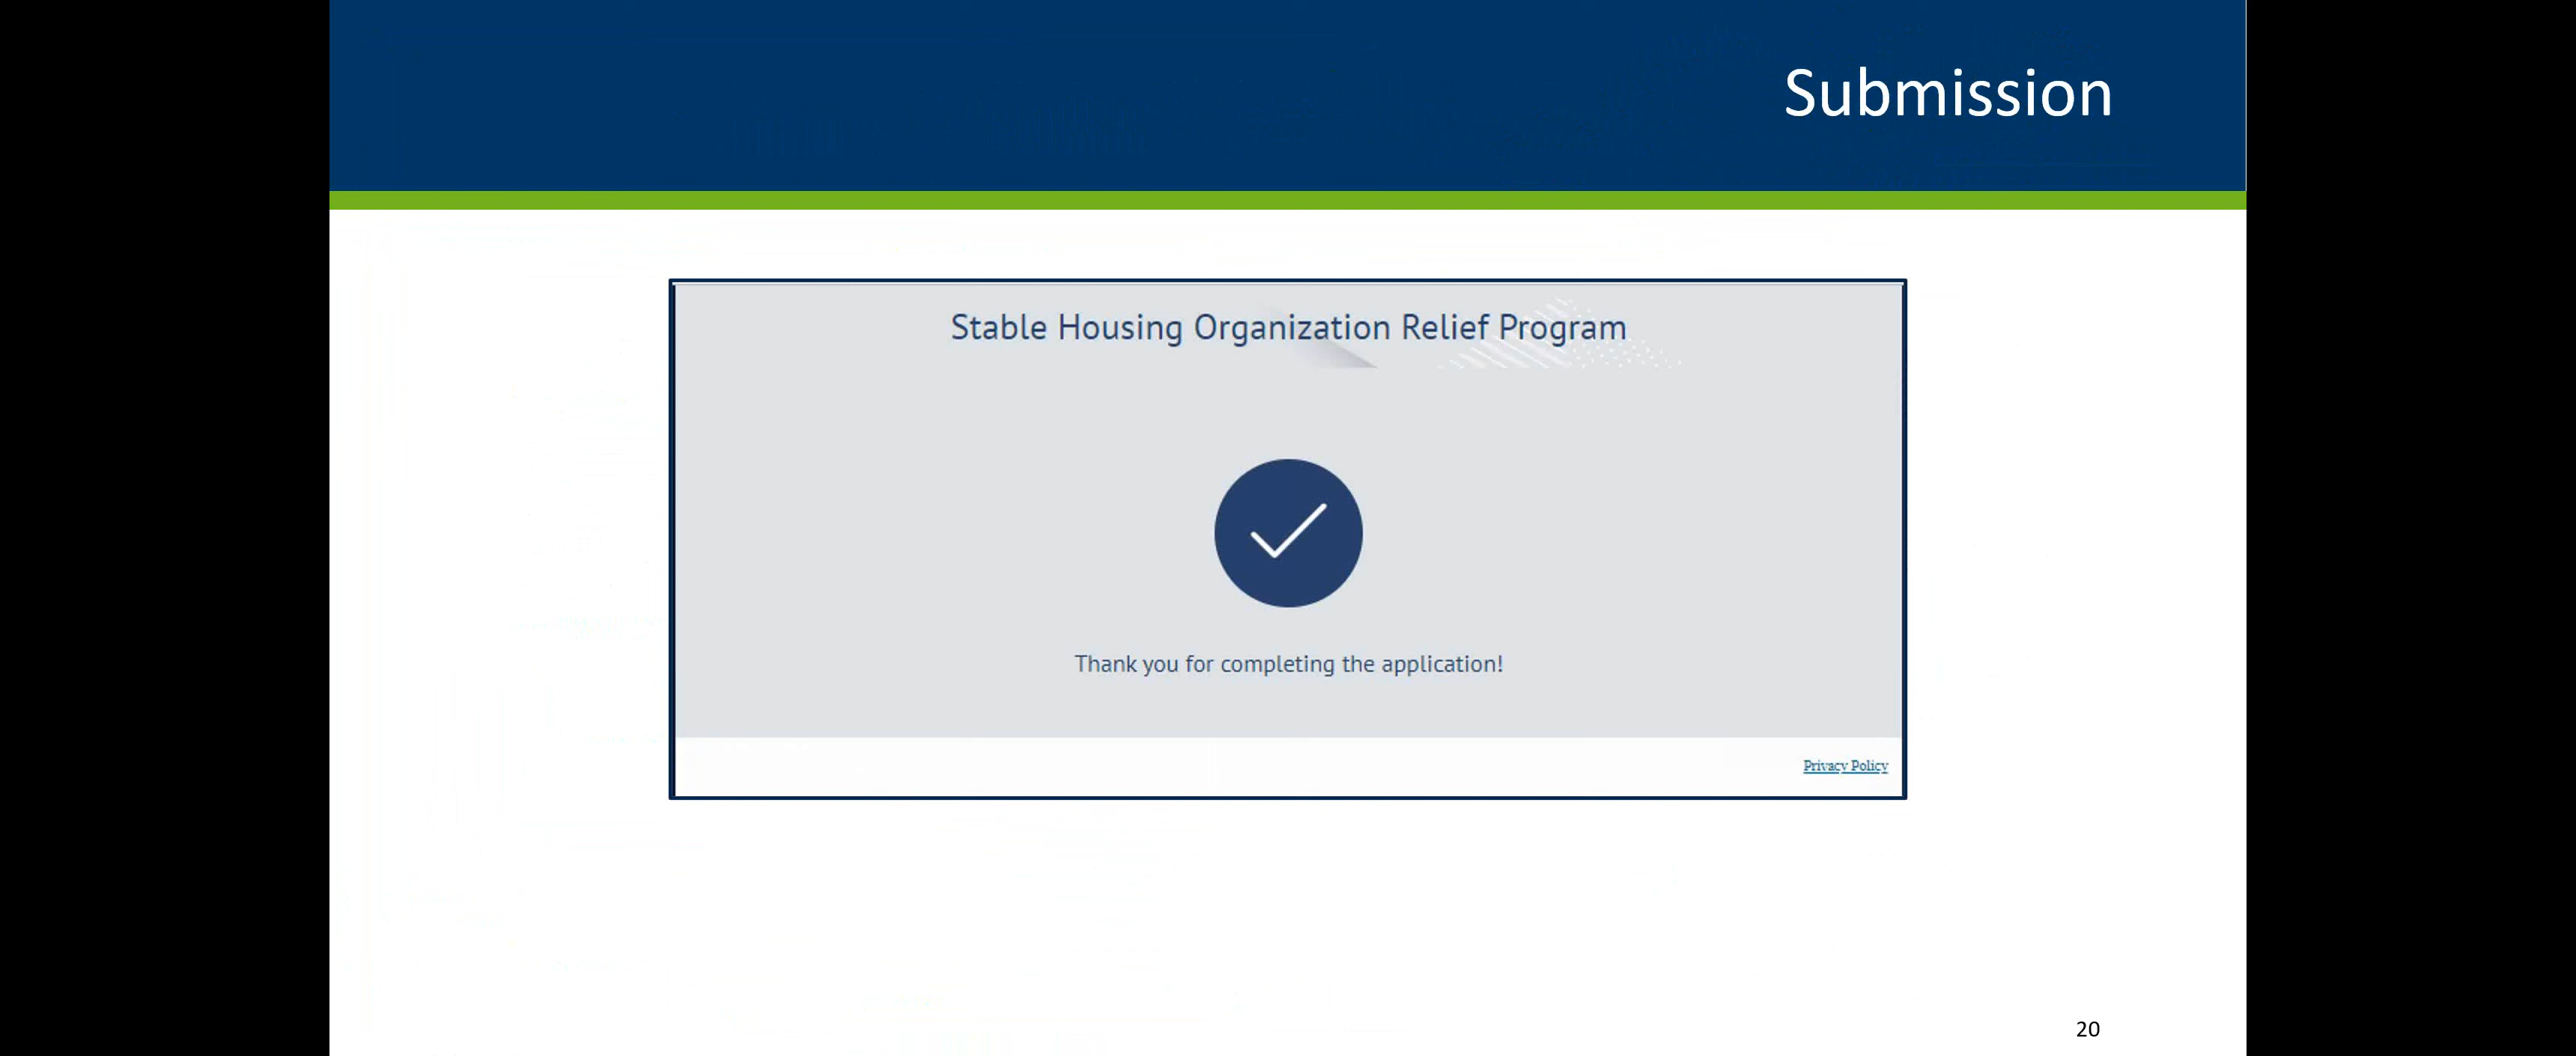 Submission
Stable Housing Organization Relief Program
Thank you for completing the application!
Privacy Policy
20